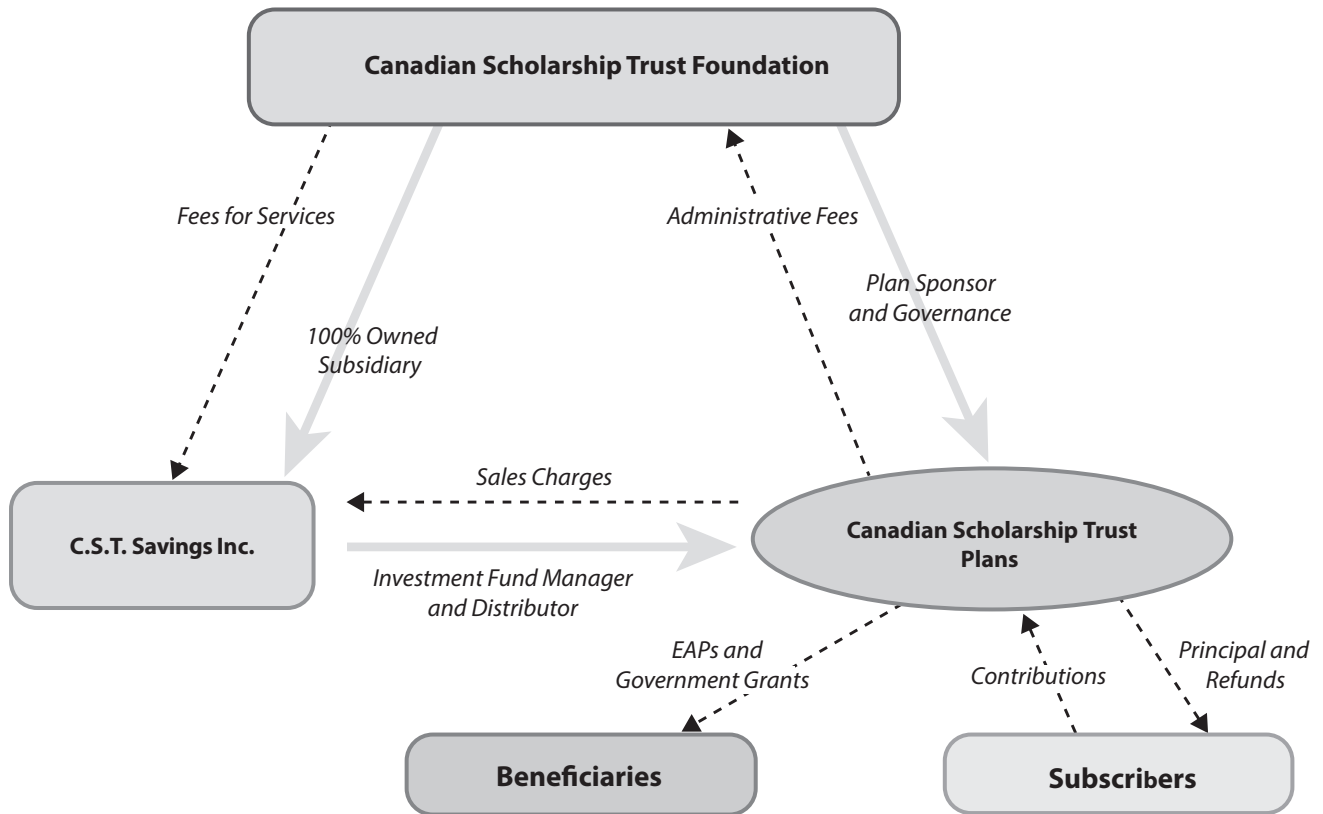 Canadian Scholarship Trust Foundation
Fees for Services
Administrative Fees
Plan Sponsor
and Governance
100% Owned
Subsidiary
Sales Charges
C.S.T. Savings Inc.
Canadian Scholarship Trust
Plans
Investment Fund Manager
and Distributor
EAPs and
Government Grants
Contributions
Principal and
Refunds
Beneficiaries
Subscribers